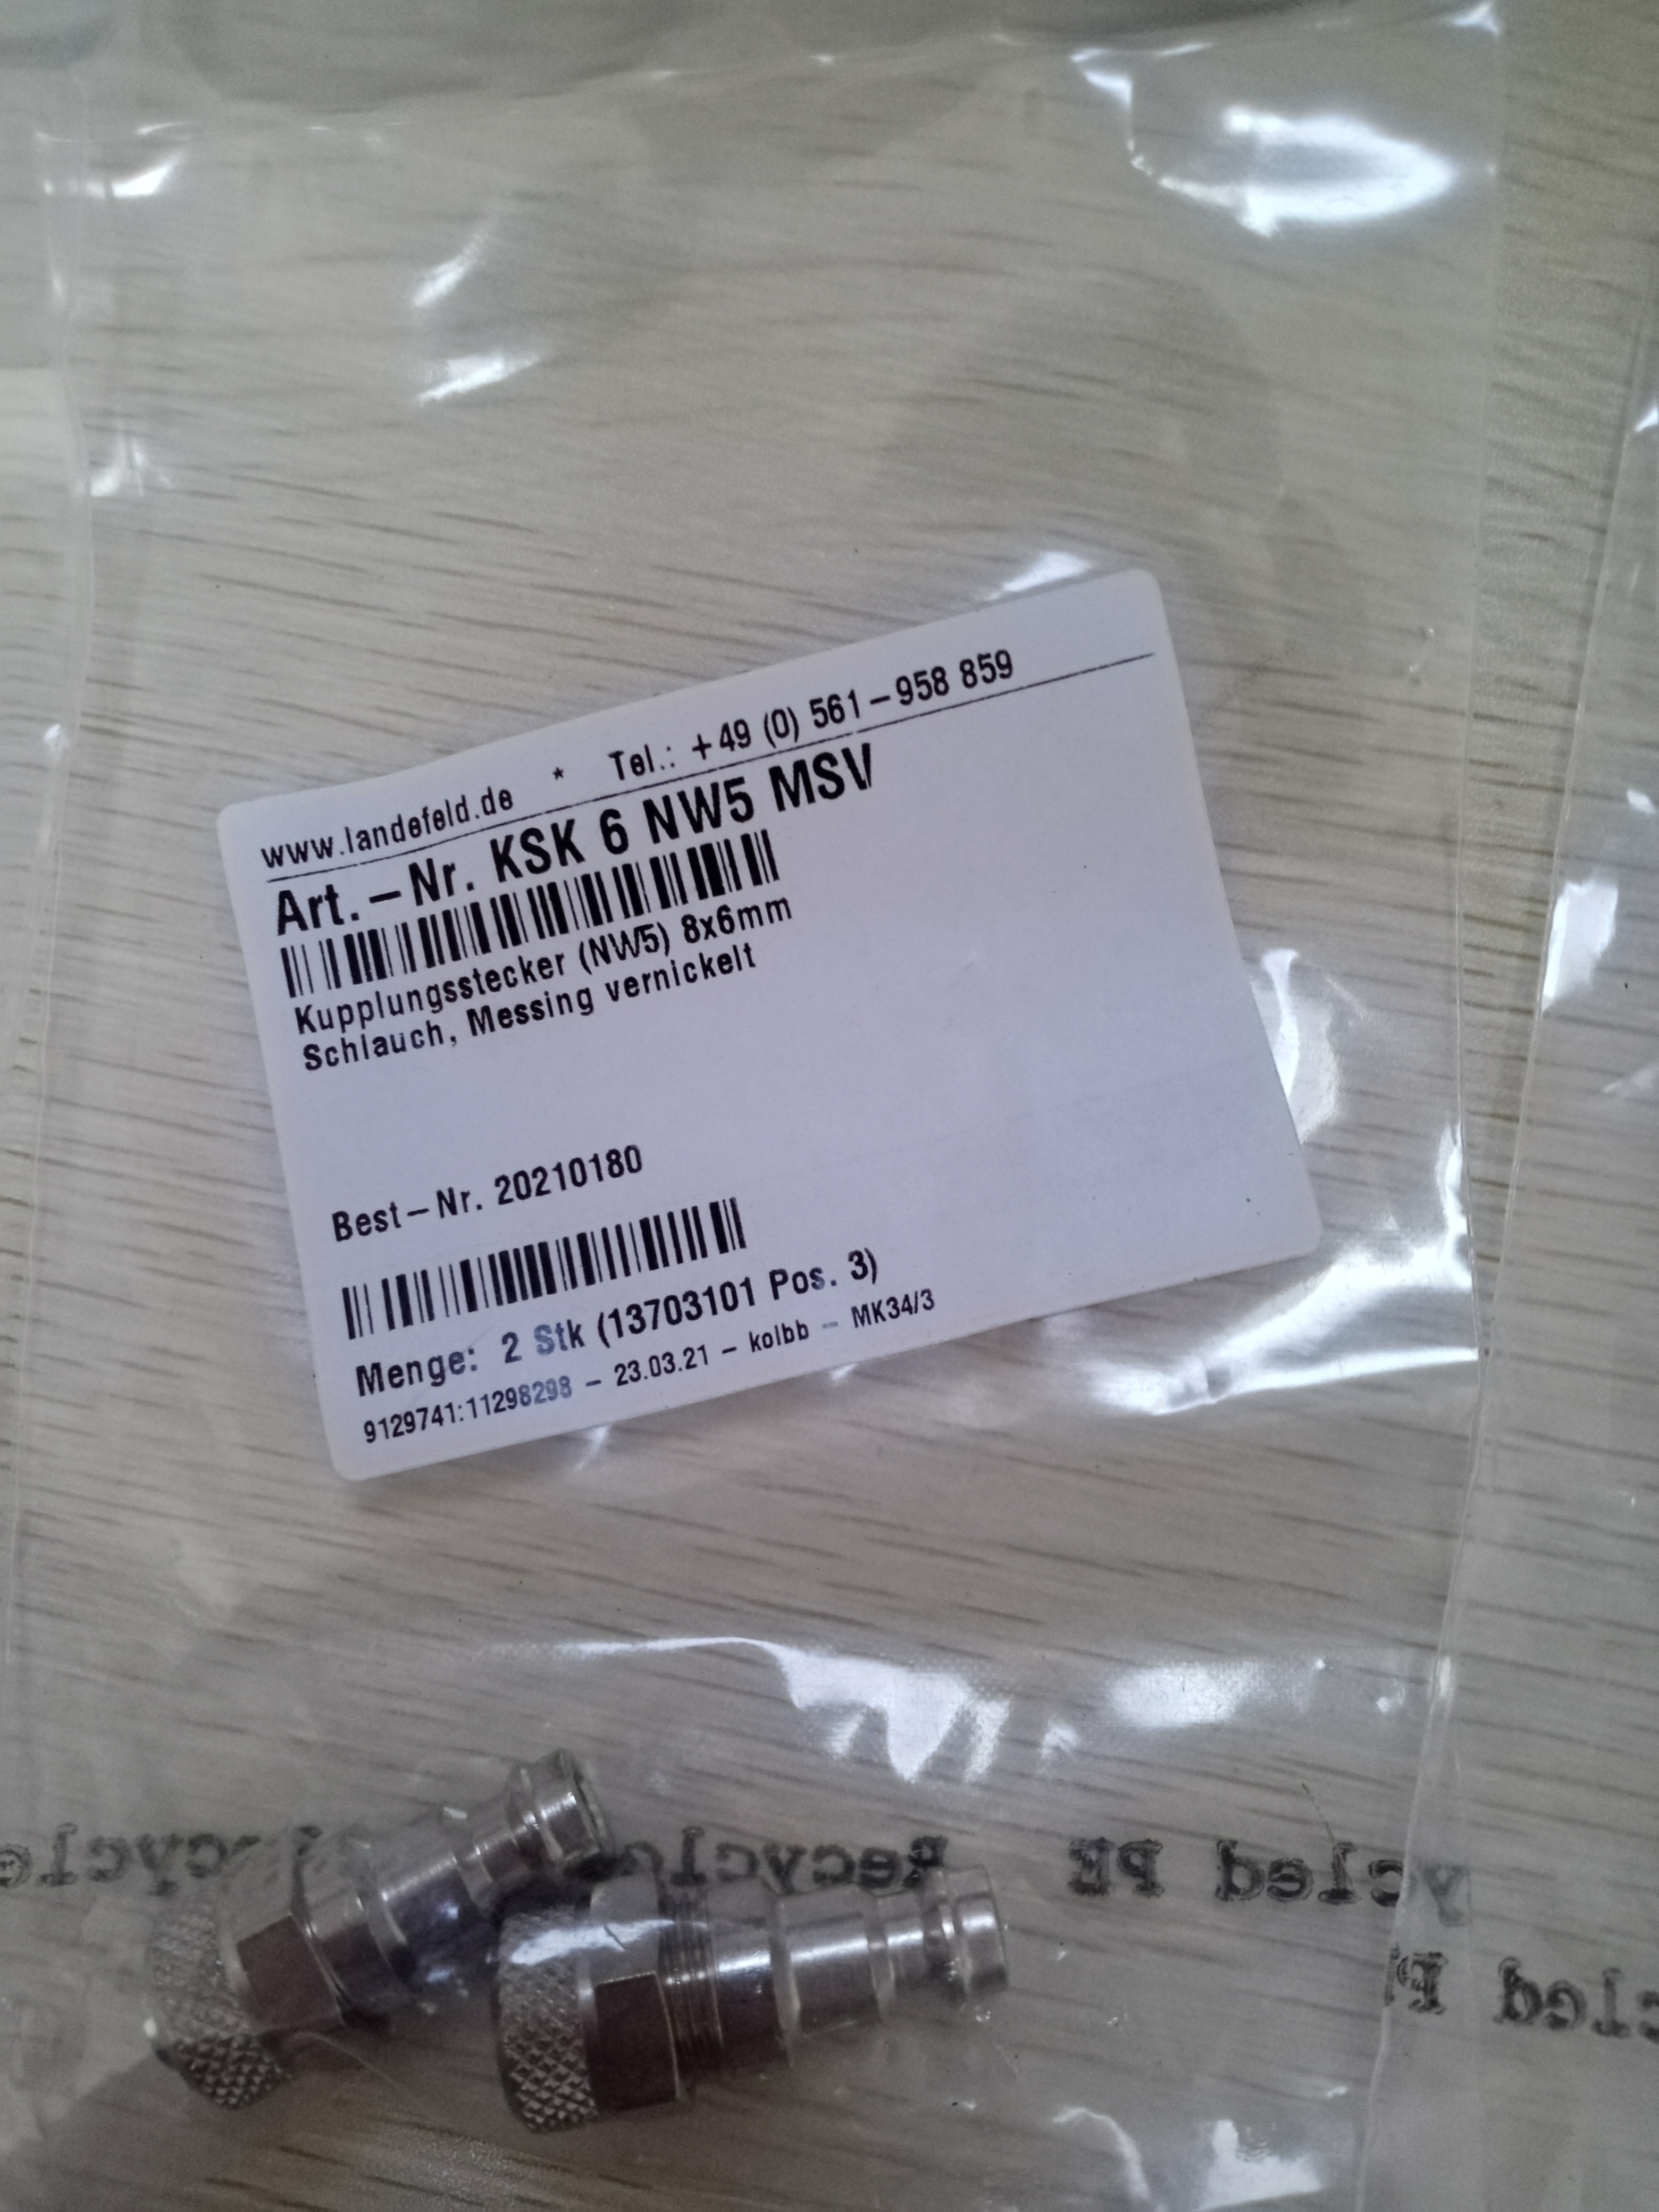 www.landefeld.de * Tel.: +49 (0) 561-958 859
Art.-Nr. KSK 6 NW5 MSV
Kupplungsstecker (NW5) 8x6mm
Schlauch, Messing vernickelt
Best-Nr. 20210180
Menge: 2 Stk (13703101 Pos. 3)
9129741:11298298 - 23.03.21 - kolbb - MK34/3
ycled PE Recycle
cled P